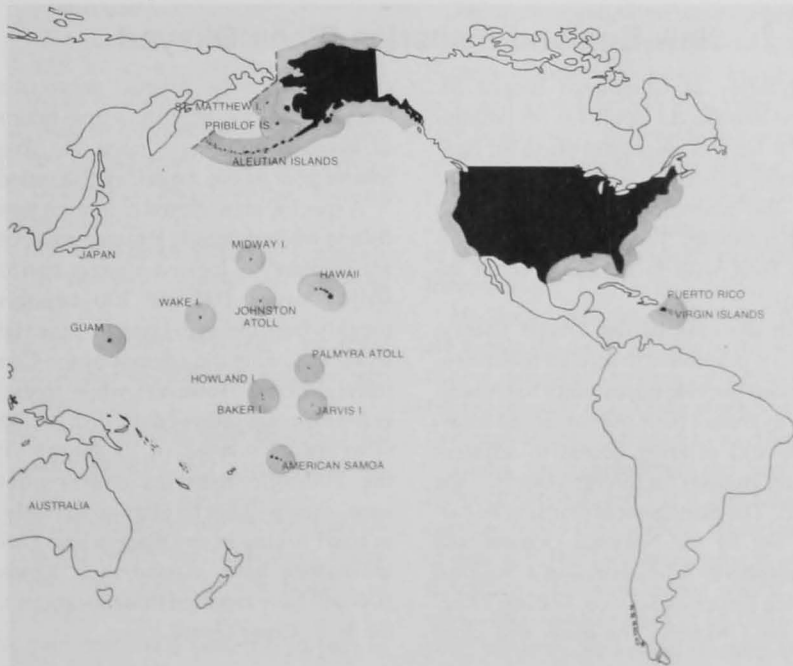 ST. MATTHEW I.
PRIBILOF IS.
ALEUTIAN ISLANDS
JAPAN
MIDWAY I.
HAWAII
WAKE I.
JOHNSTON
ATOLL
GUAM
PUERTO RICO
VIRGIN ISLANDS
PALMYRA ATOLL
HOWLAND I.
BAKER I.
JARVIS I.
AMERICAN SAMOA
AUSTRALIA